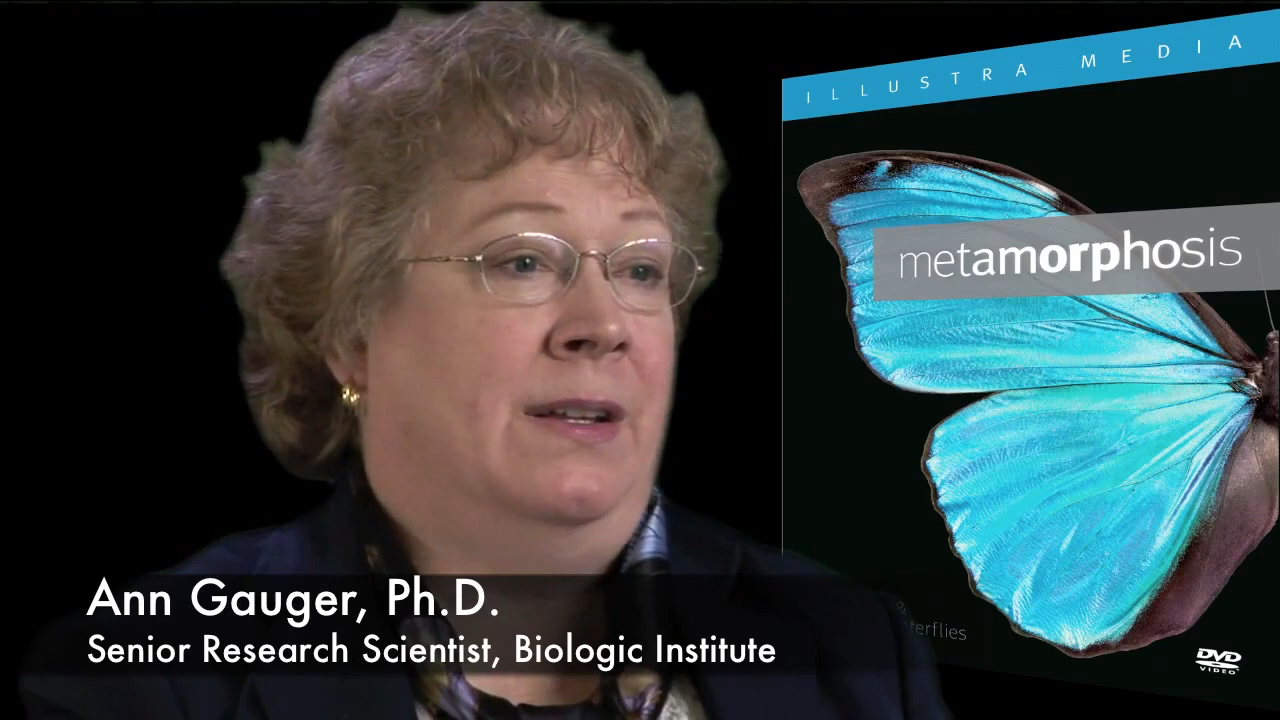 ILLUSTRA MEDIA
metamorphosis
Ann Gauger, Ph.D.
Senior Research Scientist, Biologic Institute
DVD
VIDEO